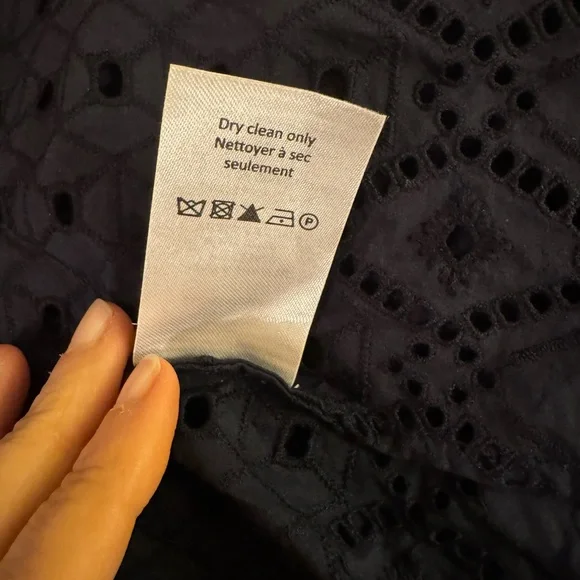 Dry clean only
Nettoyer à sec
seulement
P